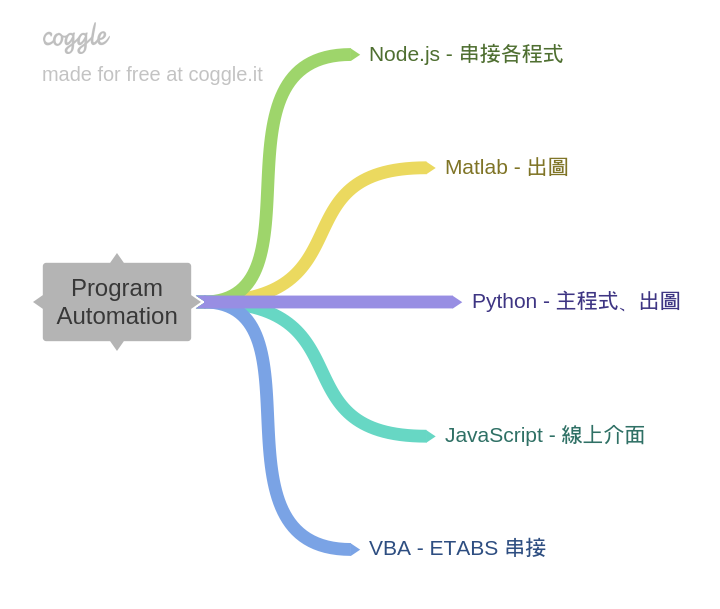 coggle
made for free at coggle.it
Node.js - 串接各程式
Matlab - 出圖
Program
Automation
Python - 主程式、出圖
JavaScript - 線上介面
VBA - ETABS 串接